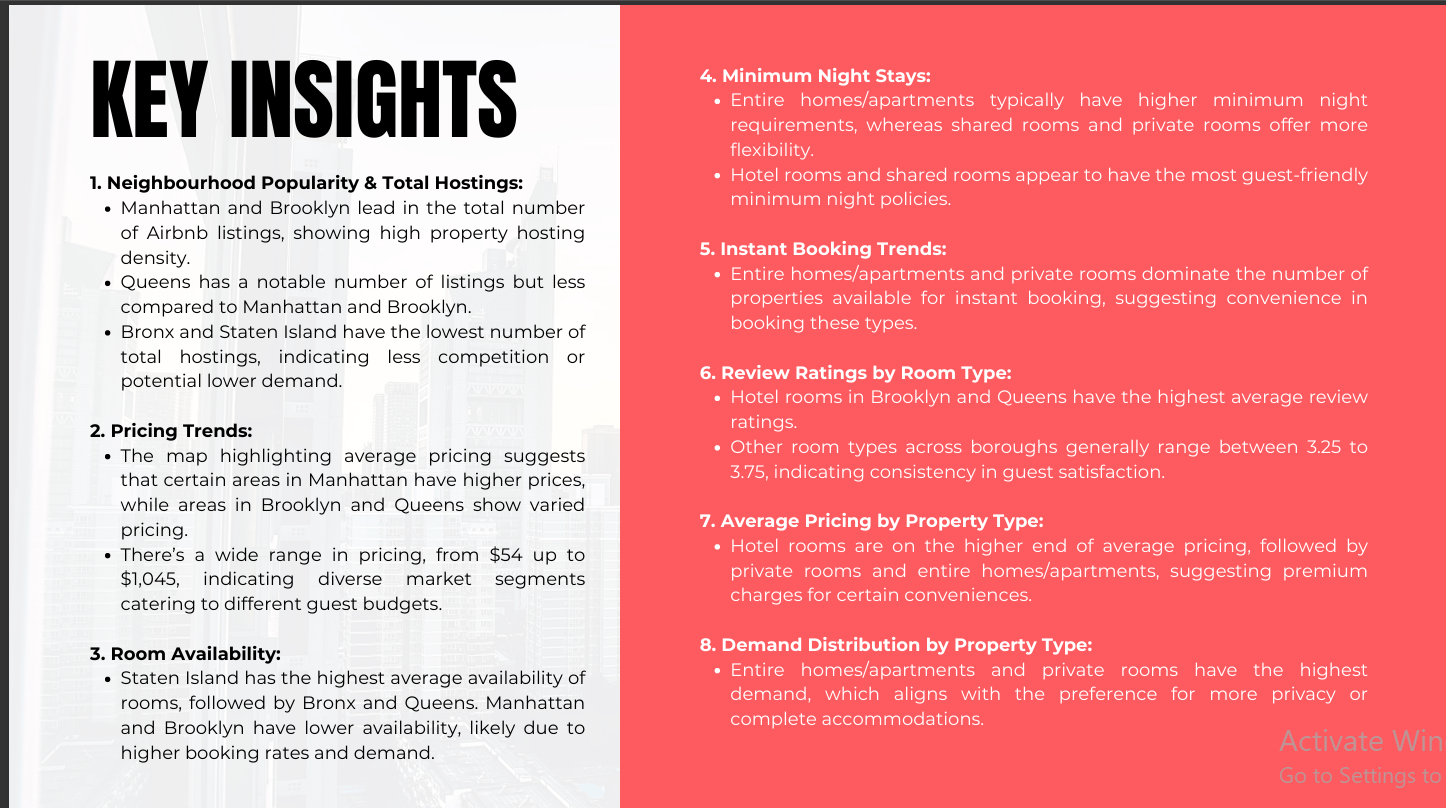 KEY INSIGHTS
1. Neighbourhood Popularity & Total Hostings:
• Manhattan and Brooklyn lead in the total number
of Airbnb listings, showing high property hosting
density.
• Queens has a notable number of listings but less
compared to Manhattan and Brooklyn.
• Bronx and Staten Island have the lowest number of
total hostings, indicating less competition or
potential lower demand.
2. Pricing Trends:
• The map highlighting average pricing suggests
that certain areas in Manhattan have higher prices,
while areas in Brooklyn and Queens show varied
pricing.
• There’s a wide range in pricing, from $54 up to
$1,045, indicating diverse market segments
catering to different guest budgets.
3. Room Availability:
• Staten Island has the highest average availability of
rooms, followed by Bronx and Queens. Manhattan
and Brooklyn have lower availability, likely due to
higher booking rates and demand.
4. Minimum Night Stays:
• Entire homes/apartments typically have higher minimum night
requirements, whereas shared rooms and private rooms offer more
flexibility.
• Hotel rooms and shared rooms appear to have the most guest-friendly
minimum night policies.
5. Instant Booking Trends:
• Entire homes/apartments and private rooms dominate the number of
properties available for instant booking, suggesting convenience in
booking these types.
6. Review Ratings by Room Type:
• Hotel rooms in Brooklyn and Queens have the highest average review
ratings.
• Other room types across boroughs generally range between 3.25 to
3.75, indicating consistency in guest satisfaction.
7. Average Pricing by Property Type:
• Hotel rooms are on the higher end of average pricing, followed by
private rooms and entire homes/apartments, suggesting premium
charges for certain conveniences.
8. Demand Distribution by Property Type:
• Entire homes/apartments and private rooms have the highest
demand, which aligns with the preference for more privacy or
complete accommodations.
Activate Win
Go to Settings to